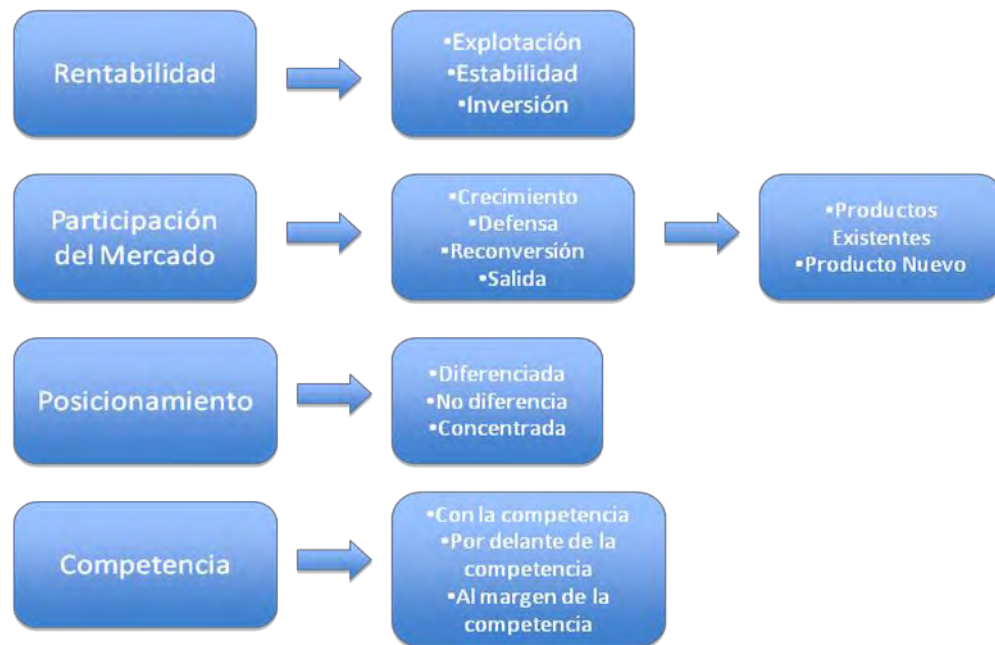 Rentabilidad
•Explotación
•Estabilidad
•Inversión
Participación
del Mercado
•Crecimiento
•Defensa
•Reconversión
•Salida
•Productos
Existentes
•Producto Nuevo
Posicionamiento
•Diferenciada
•No diferencia
•Concentrada
Competencia
•Con la competencia
•Por delante de la
competencia
•Al margen de la
competencia